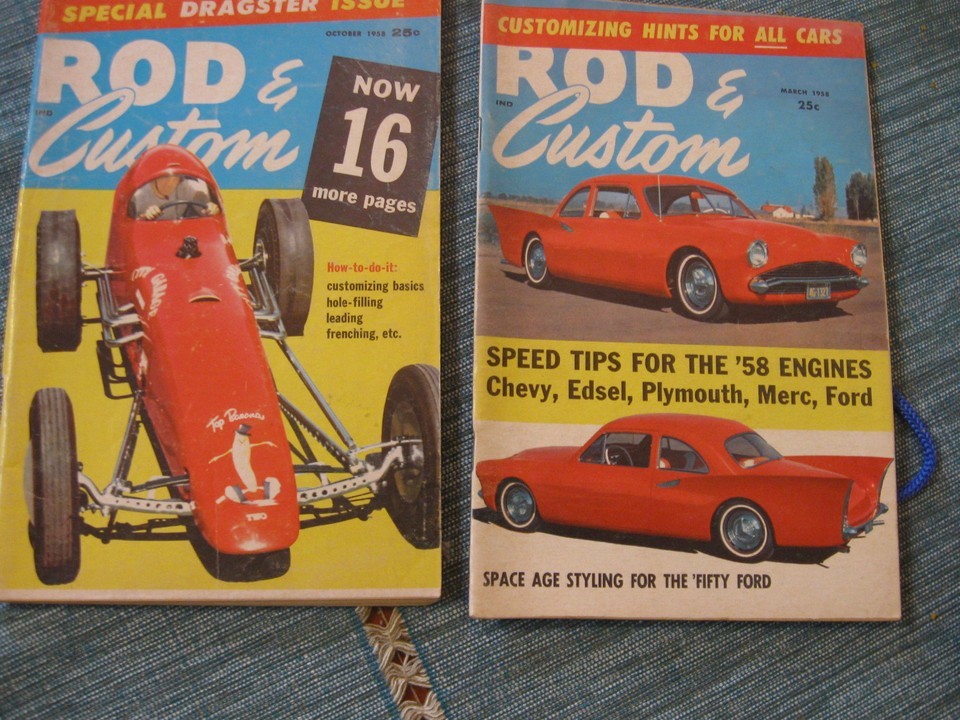 SPECIAL DRAGSTER ISSUE
OCTOBER 1958 25c
ROD &
Custom
NOW
16
more pages
How-to-do-it:
customizing basics
hole-filling
leading
frenching, etc.
Top Bananas
TWO
CUSTOMIZING HINTS FOR ALL CARS
MARCH 1958
25c
ROD &
Custom
SPEED TIPS FOR THE '58 ENGINES
Chevy, Edsel, Plymouth, Merc, Ford
SPACE AGE STYLING FOR THE 'FIFTY FORD